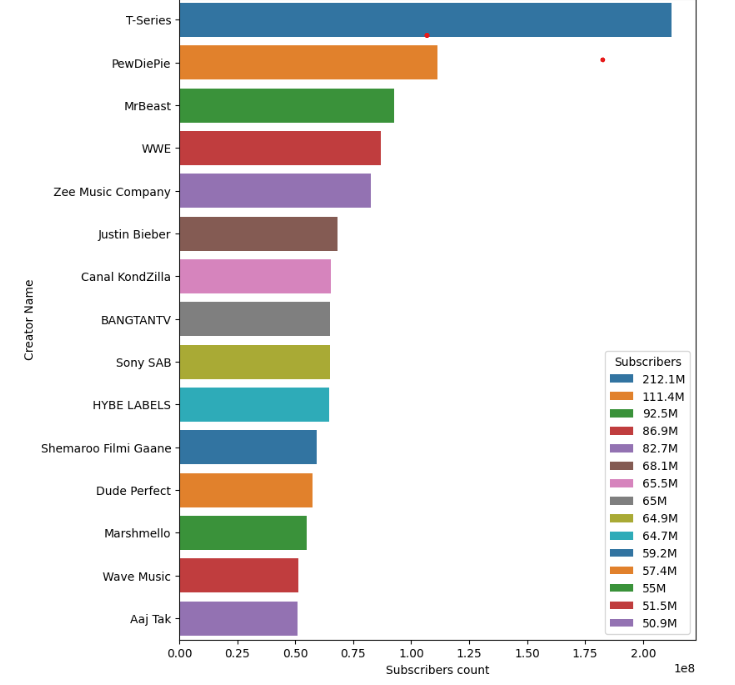 T-Series
PewDiePie
MrBeast
WWE
Zee Music Company
Justin Bieber
Canal KondZilla
BANGTANTV
Sony SAB
HYBE LABELS
Shemaroo Filmi Gaane
Dude Perfect
Marshmello
Wave Music
Aaj Tak
Creator Name
Subscribers
212.1M
111.4M
92.5M
86.9M
82.7M
68.1M
65.5M
65M
64.9M
64.7M
59.2M
57.4M
55M
51.5M
50.9M
0.00 0.25 0.50 0.75 1.00 1.25 1.50 1.75 2.00
1e8
Subscribers count